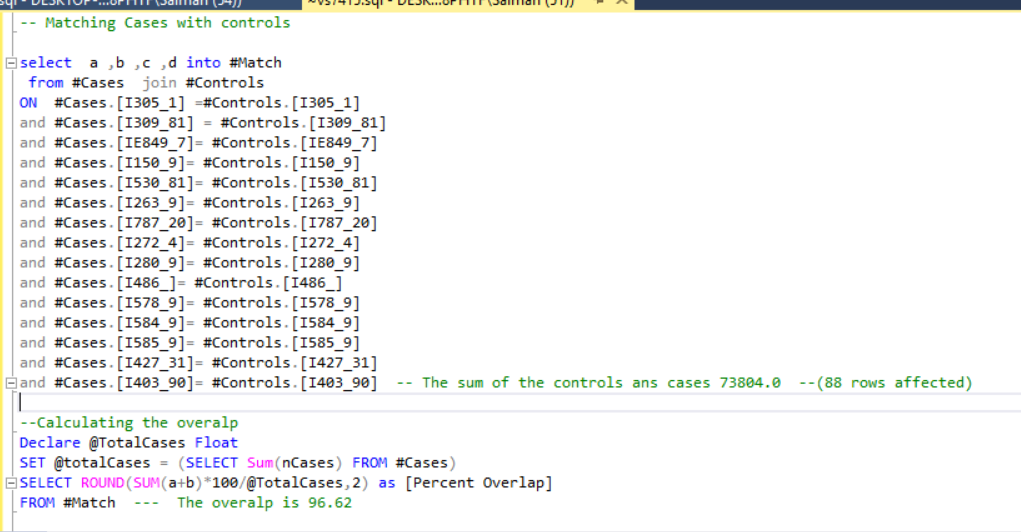 -- Matching Cases with controls
select a ,b ,c ,d into #Match
from #Cases join #Controls
ON #Cases.[I305_1] =#Controls.[I305_1]
and #Cases.[I309_81] = #Controls.[I309_81]
and #Cases.[IE849_7]= #Controls.[IE849_7]
and #Cases.[I150_9]= #Controls.[I150_9]
and #Cases.[I530_81]= #Controls.[I530_81]
and #Cases.[I263_9]= #Controls.[I263_9]
and #Cases.[I787_20]= #Controls.[I787_20]
and #Cases.[I272_4]= #Controls.[I272_4]
and #Cases.[I280_9]= #Controls.[I280_9]
and #Cases.[I486_]= #Controls.[I486_]
and #Cases.[I578_9]= #Controls.[I578_9]
and #Cases.[I584_9]= #Controls.[I584_9]
and #Cases.[I585_9]= #Controls.[I585_9]
and #Cases.[I427_31]= #Controls.[I427_31]
and #Cases.[I403_90]= #Controls.[I403_90] -- The sum of the controls ans cases 73804.0 --(88 rows affected)
--Calculating the overalp
Declare @TotalCases Float
SET @totalCases = (SELECT Sum(nCases) FROM #Cases)
SELECT ROUND(SUM(a+b)*100/@TotalCases,2) as [Percent Overlap]
FROM #Match --- The overalp is 96.62